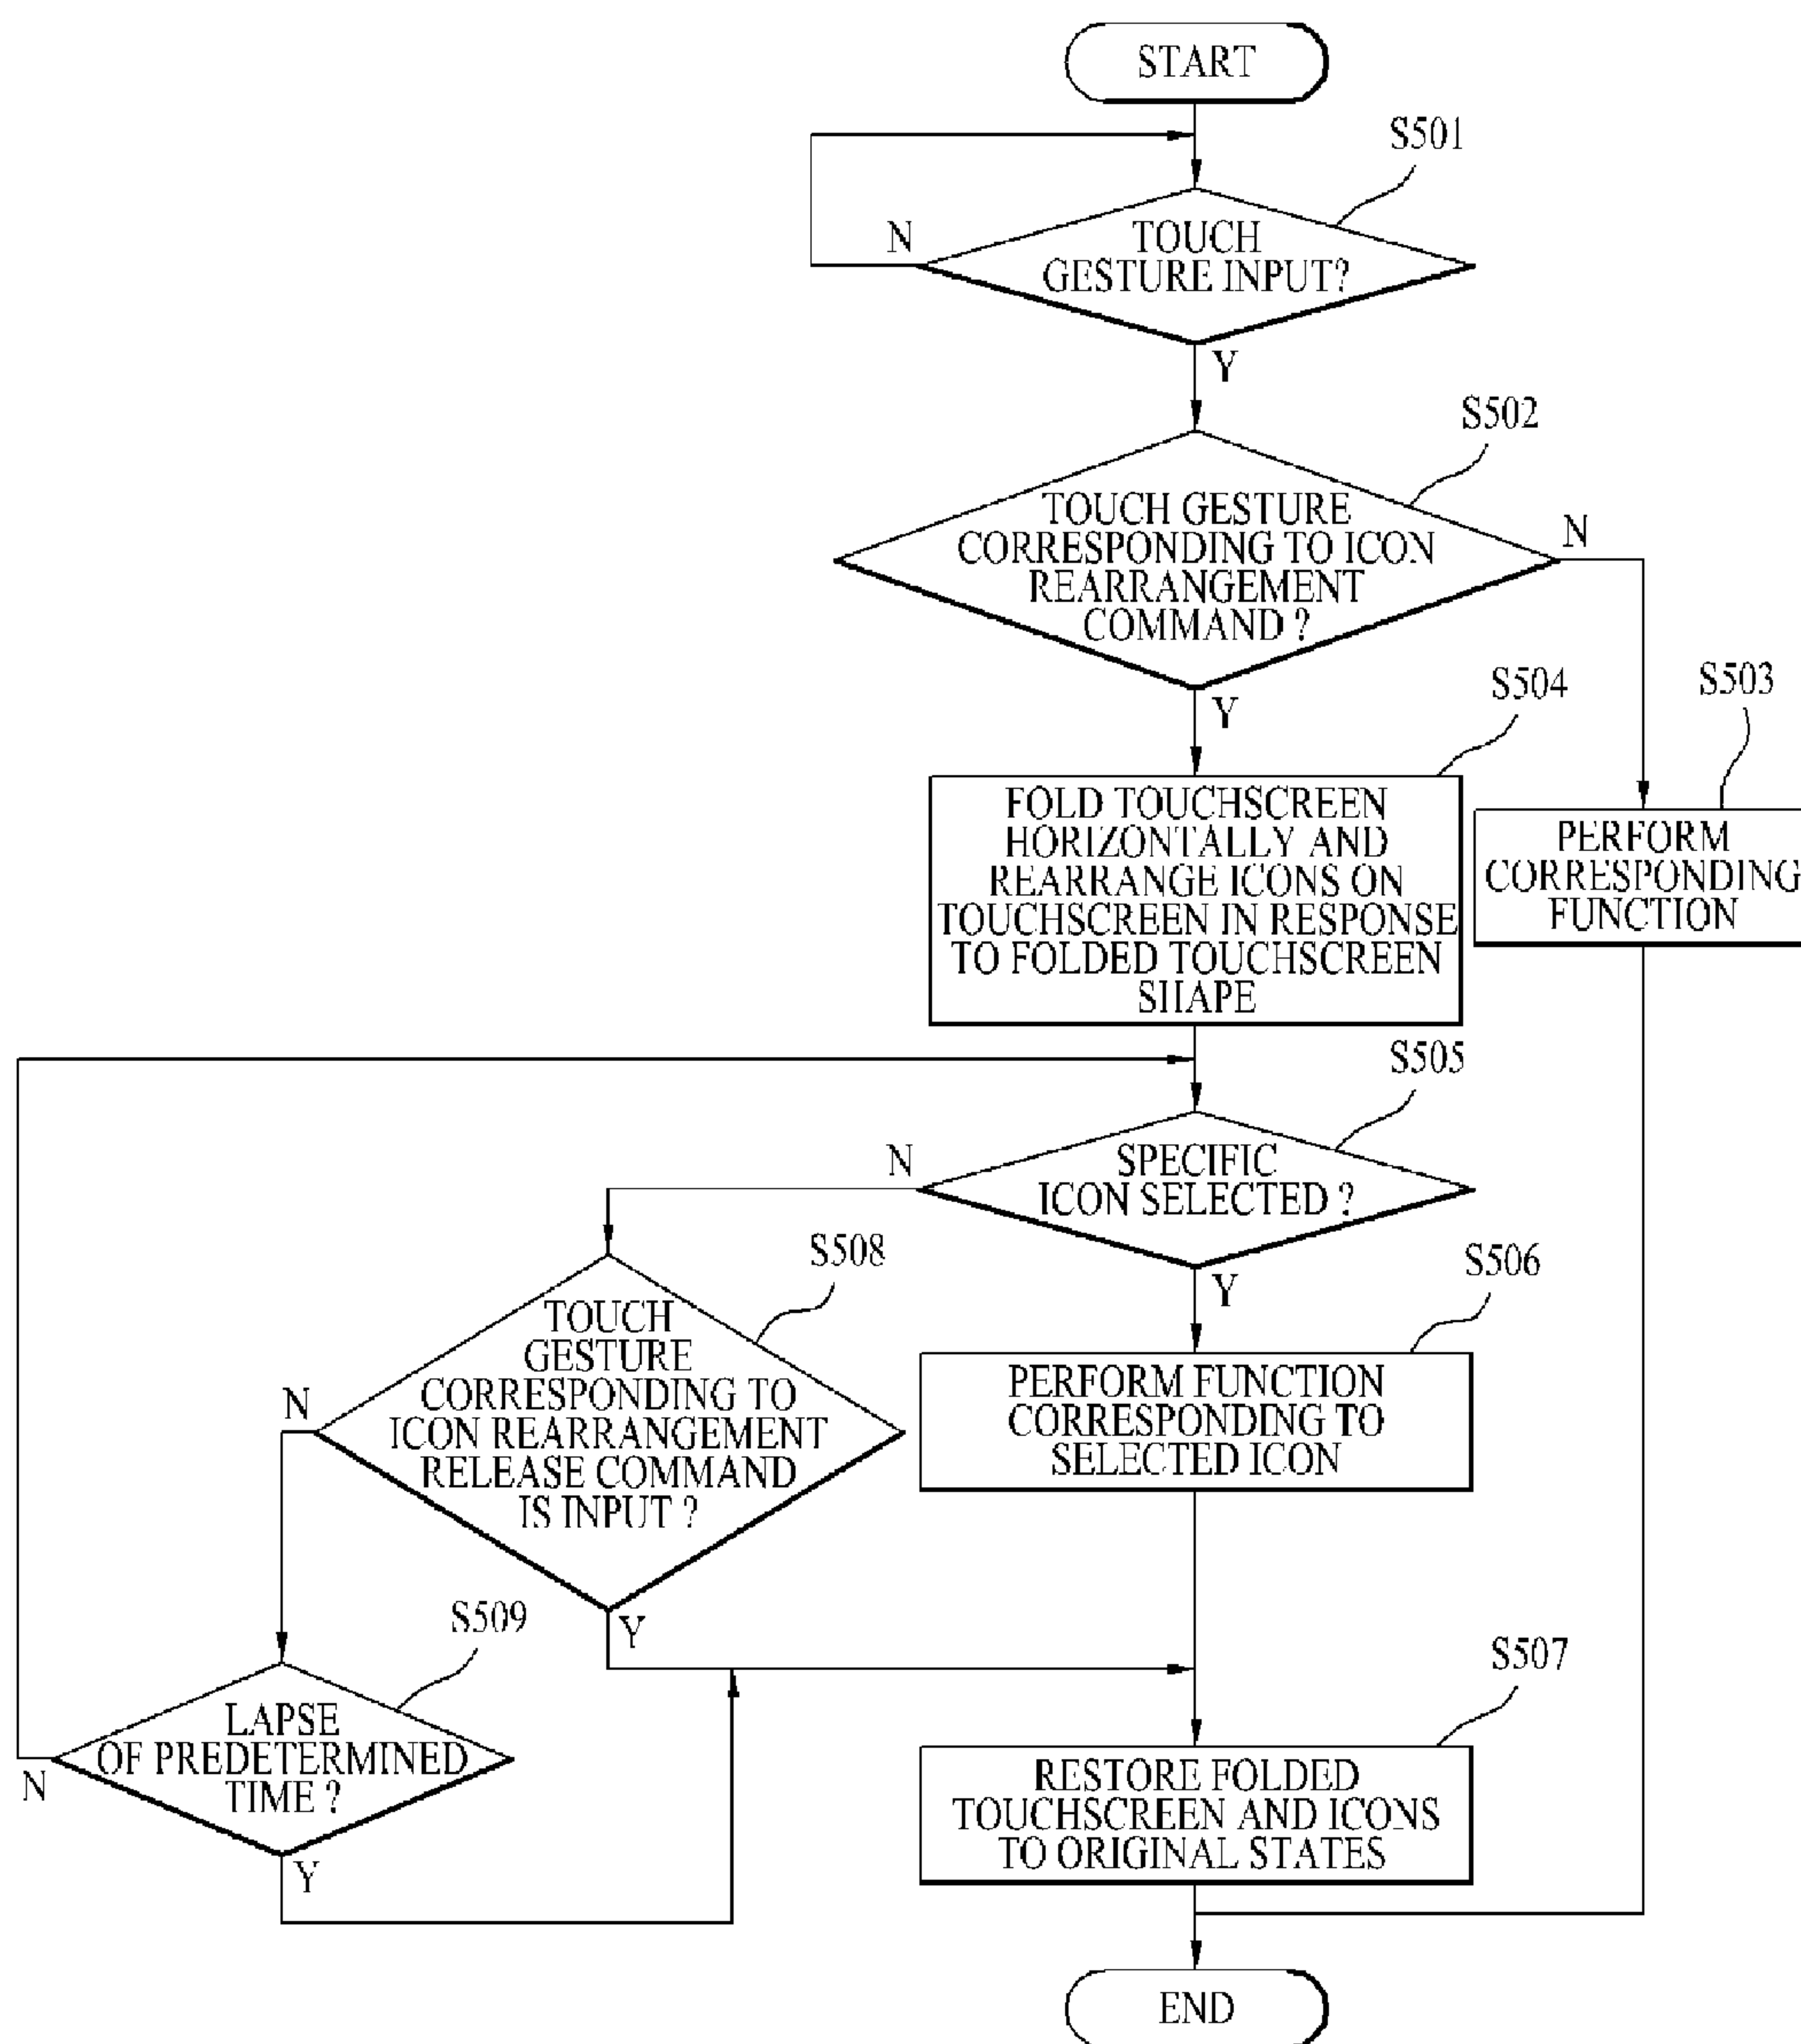 START
S501
N
TOUCH
GESTURE INPUT?
Y
S502
TOUCH GESTURE
CORRESPONDING TO ICON
REARRANGEMENT
COMMAND ?
N
Y
S504
S503
FOLD TOUCHSCREEN
HORIZONTALLY AND
REARRANGE ICONS ON
TOUCHSCREEN IN RESPONSE
TO FOLDED TOUCHSCREEN
SHAPE
PERFORM
CORRESPONDING
FUNCTION
S505
N
SPECIFIC
ICON SELECTED ?
Y
S508
S506
TOUCH
GESTURE
CORRESPONDING TO
ICON REARRANGEMENT
RELEASE COMMAND
IS INPUT ?
N
Y
PERFORM FUNCTION
CORRESPONDING TO
SELECTED ICON
S509
S507
LAPSE
OF PREDETERMINED
TIME ?
N
Y
RESTORE FOLDED
TOUCHSCREEN AND ICONS
TO ORIGINAL STATES
END